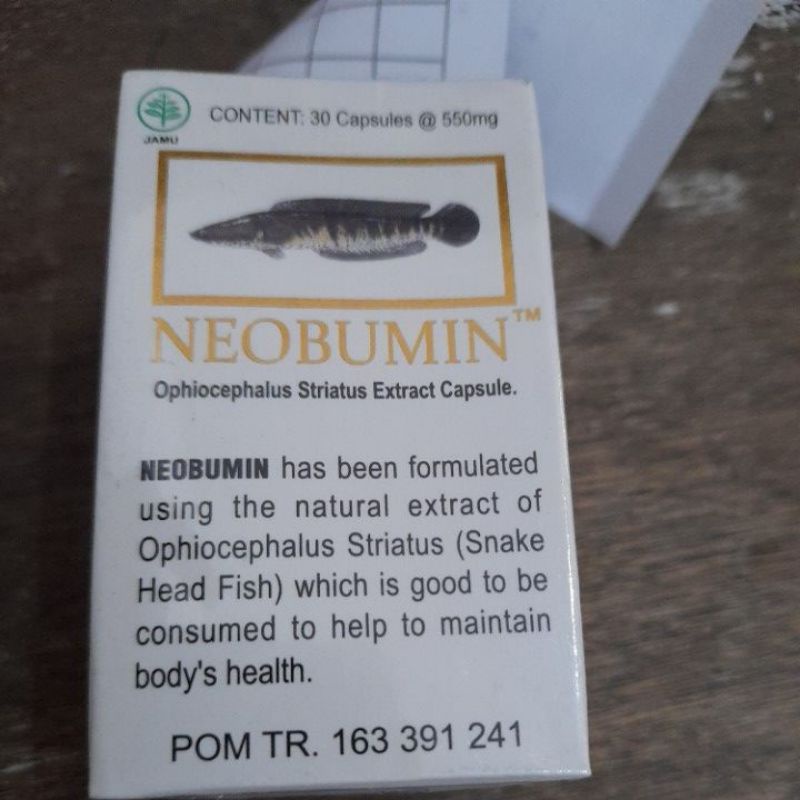 CONTENT: 30 Capsules @ 550mg
JAMU
NEOBUMIN™
Ophiocephalus Striatus Extract Capsule.
NEOBUMIN has been formulated
using the natural extract of
Ophiocephalus Striatus (Snake
Head Fish) which is good to be
consumed to help to maintain
body's health.
POM TR. 163 391 241